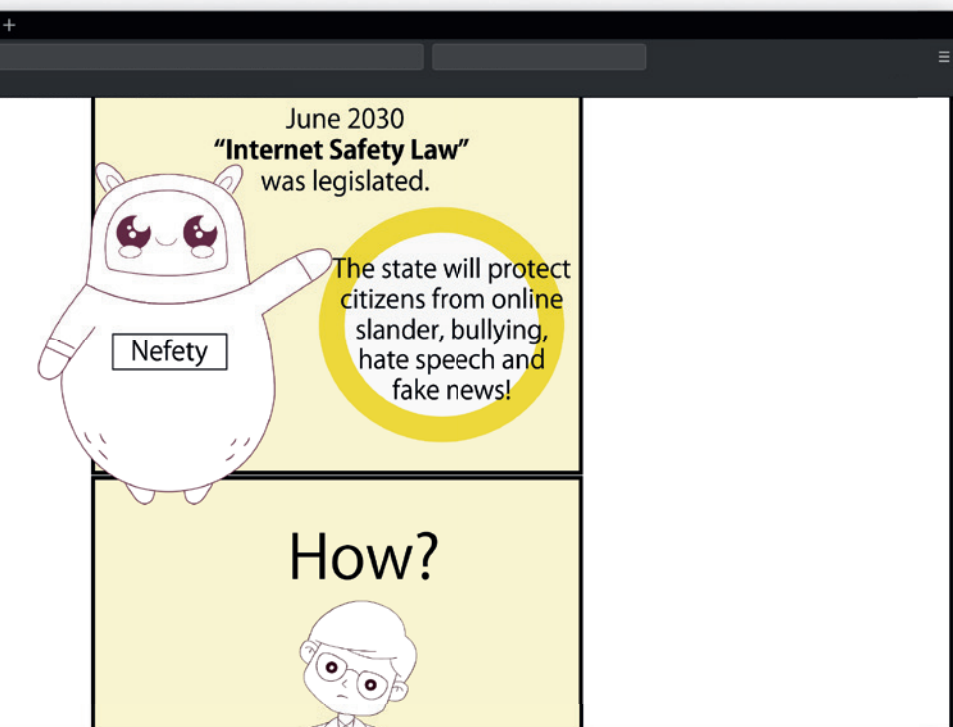 June 2030
“Internet Safety Law”
was legislated.
The state will protect
citizens from online
slander, bullying,
hate speech and
fake news!
Nefety
How?